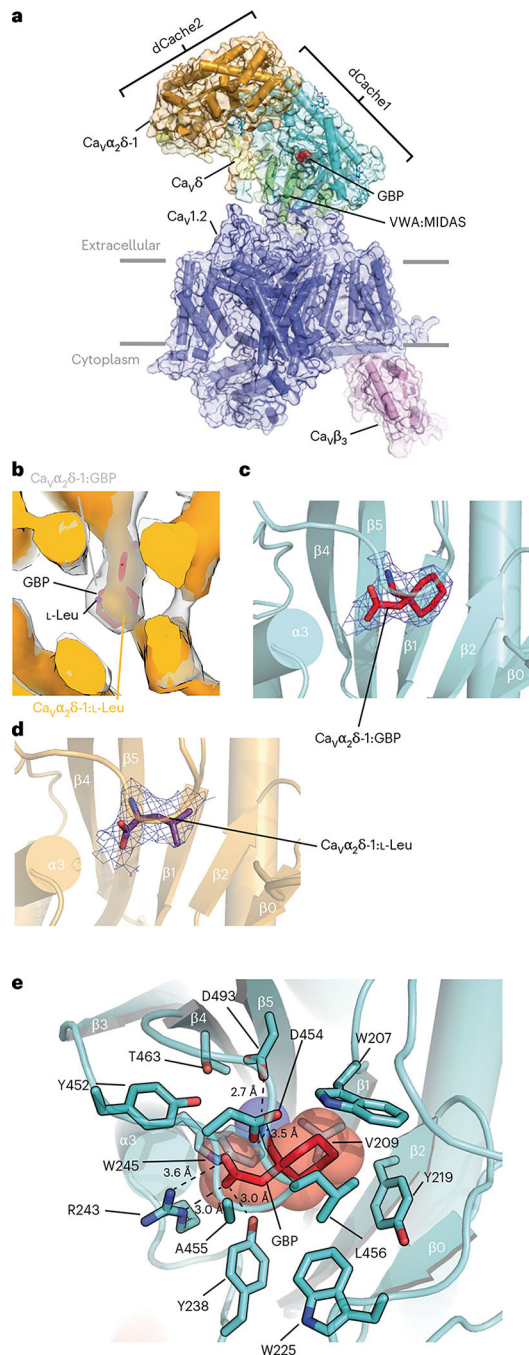 a
dCache2
dCache1
Caᵥα₂δ-1
Caᵥδ
GBP
Caᵥ1.2
VWA:MIDAS
Extracellular
Cytoplasm
Caᵥβ₃
b
Caᵥα₂δ-1:GBP
GBP
L-Leu
Caᵥα₂δ-1:L-Leu
c
β5
β4
α3
β1
β2
β0
Caᵥα₂δ-1:GBP
d
β5
β4
Caᵥα₂δ-1:L-Leu
α3
β1
β2
β0
e
D493
β5
β4
D454
β3
W207
T463
Y452
2.7 Å
β1
3.5 Å
α3
V209
W245
β2
3.6 Å
Y219
R243
3.0 Å
3.0 Å
GBP
β0
A455
L456
Y238
W225